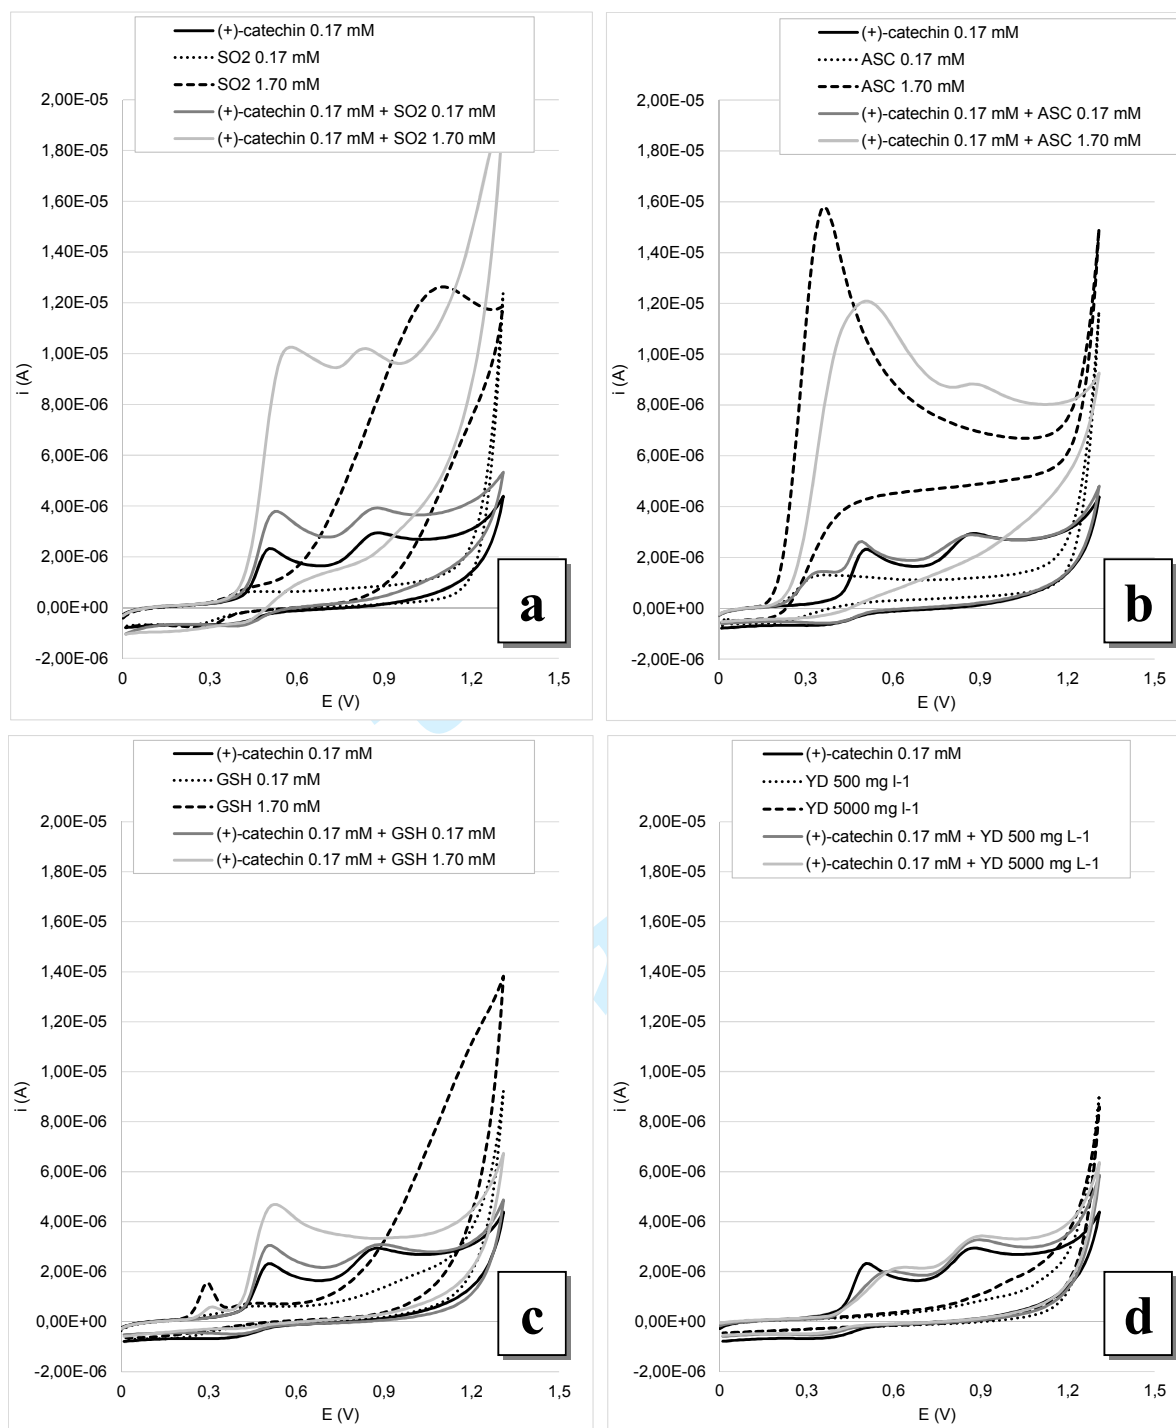 (+)-catechin 0.17 mM
SO2 0.17 mM
SO2 1.70 mM
(+)-catechin 0.17 mM + SO2 0.17 mM
(+)-catechin 0.17 mM + SO2 1.70 mM
2,00E-05
1,80E-05
1,60E-05
1,40E-05
1,20E-05
1,00E-05
8,00E-06
6,00E-06
4,00E-06
2,00E-06
0,00E+00
-2,00E-06
i (A)
0 0,3 0,6 0,9 1,2 1,5
E (V)
a
(+)-catechin 0.17 mM
ASC 0.17 mM
ASC 1.70 mM
(+)-catechin 0.17 mM + ASC 0.17 mM
(+)-catechin 0.17 mM + ASC 1.70 mM
2,00E-05
1,80E-05
1,60E-05
1,40E-05
1,20E-05
1,00E-05
8,00E-06
6,00E-06
4,00E-06
2,00E-06
0,00E+00
-2,00E-06
i (A)
0 0,3 0,6 0,9 1,2 1,5
E (V)
b
(+)-catechin 0.17 mM
GSH 0.17 mM
GSH 1.70 mM
(+)-catechin 0.17 mM + GSH 0.17 mM
(+)-catechin 0.17 mM + GSH 1.70 mM
2,00E-05
1,80E-05
1,60E-05
1,40E-05
1,20E-05
1,00E-05
8,00E-06
6,00E-06
4,00E-06
2,00E-06
0,00E+00
-2,00E-06
i (A)
0 0,3 0,6 0,9 1,2 1,5
E (V)
c
(+)-catechin 0.17 mM
YD 500 mg l-1
YD 5000 mg l-1
(+)-catechin 0.17 mM + YD 500 mg L-1
(+)-catechin 0.17 mM + YD 5000 mg L-1
2,00E-05
1,80E-05
1,60E-05
1,40E-05
1,20E-05
1,00E-05
8,00E-06
6,00E-06
4,00E-06
2,00E-06
0,00E+00
-2,00E-06
i (A)
0 0,3 0,6 0,9 1,2 1,5
E (V)
d